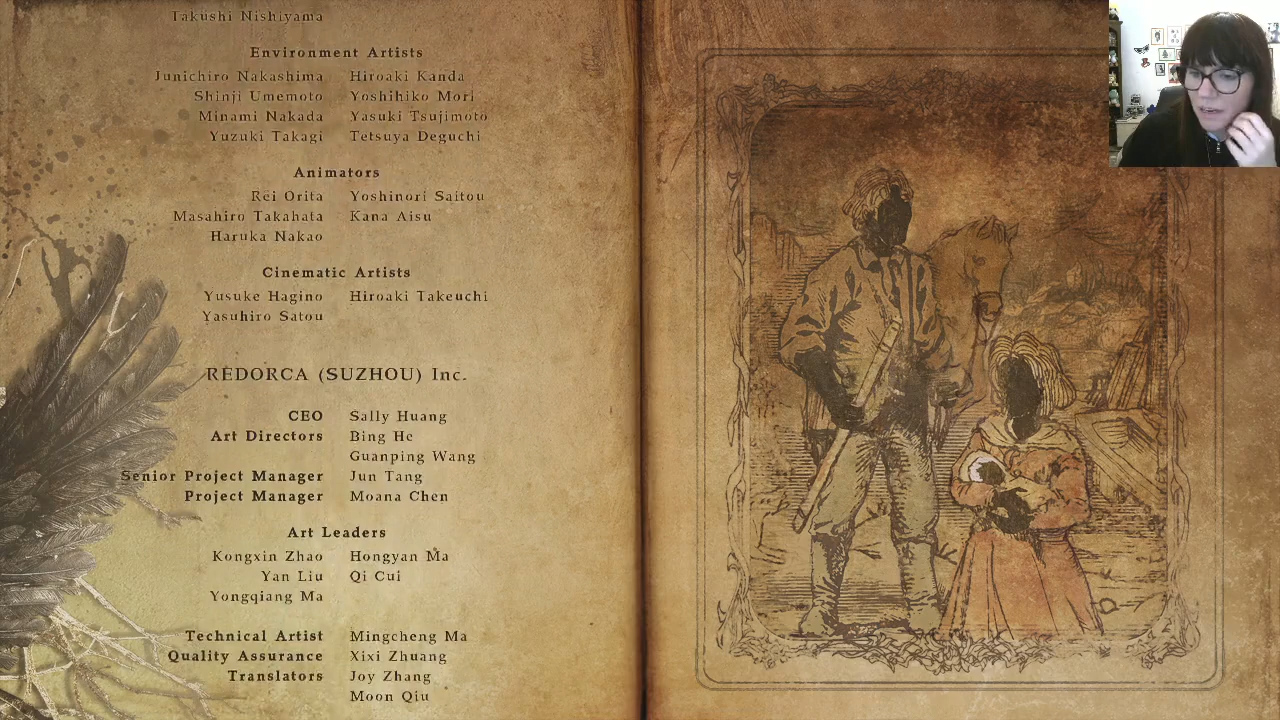 Takushi Nishiyama
Environment Artists
Junichiro Nakashima Hiroaki Kanda
Shinji Umemoto Yoshihiko Mori
Minami Nakada Yasuki Tsujimoto
Yuzuki Takagi Tetsuya Deguchi
Animators
Rei Orita Yoshinori Saitou
Masahiro Takahata Kana Aisu
Haruka Nakao
Cinematic Artists
Yusuke Hagino Hiroaki Takeuchi
Yasuhiro Satou
REDORCA (SUZHOU) Inc.
CEO Sally Huang
Art Directors Bing He
Guanping Wang
Senior Project Manager Jun Tang
Project Manager Moana Chen
Art Leaders
Kongxin Zhao Hongyan Ma
Yan Liu Qi Cui
Yongqiang Ma
Technical Artist Mingcheng Ma
Quality Assurance Xixi Zhuang
Translators Joy Zhang
Moon Qiu